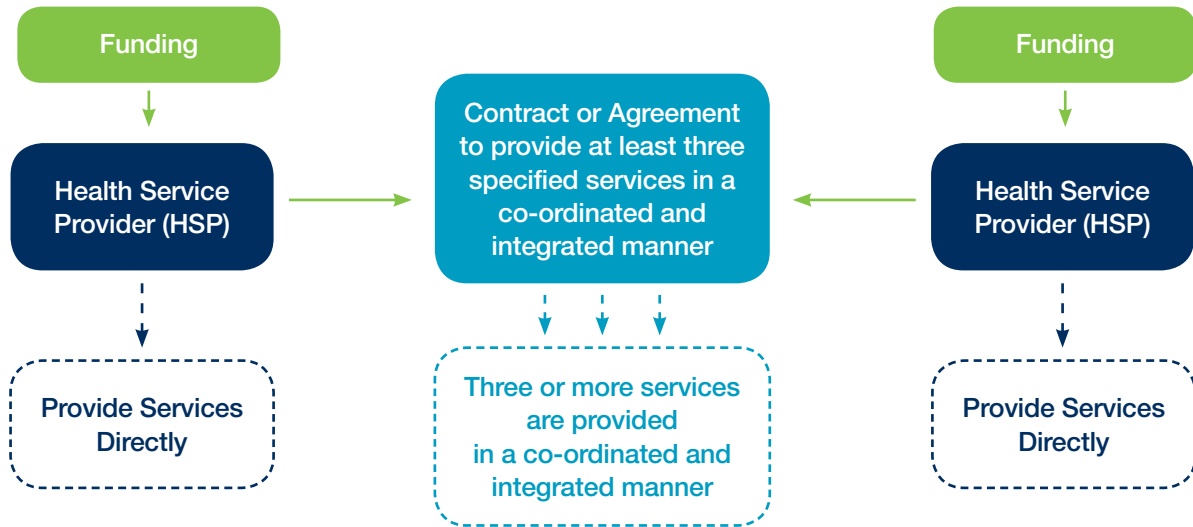 Funding
Health Service
Provider (HSP)
Provide Services
Directly
Contract or Agreement
to provide at least three
specified services in a
co-ordinated and
integrated manner
Three or more services
are provided
in a co-ordinated and
integrated manner
Funding
Health Service
Provider (HSP)
Provide Services
Directly